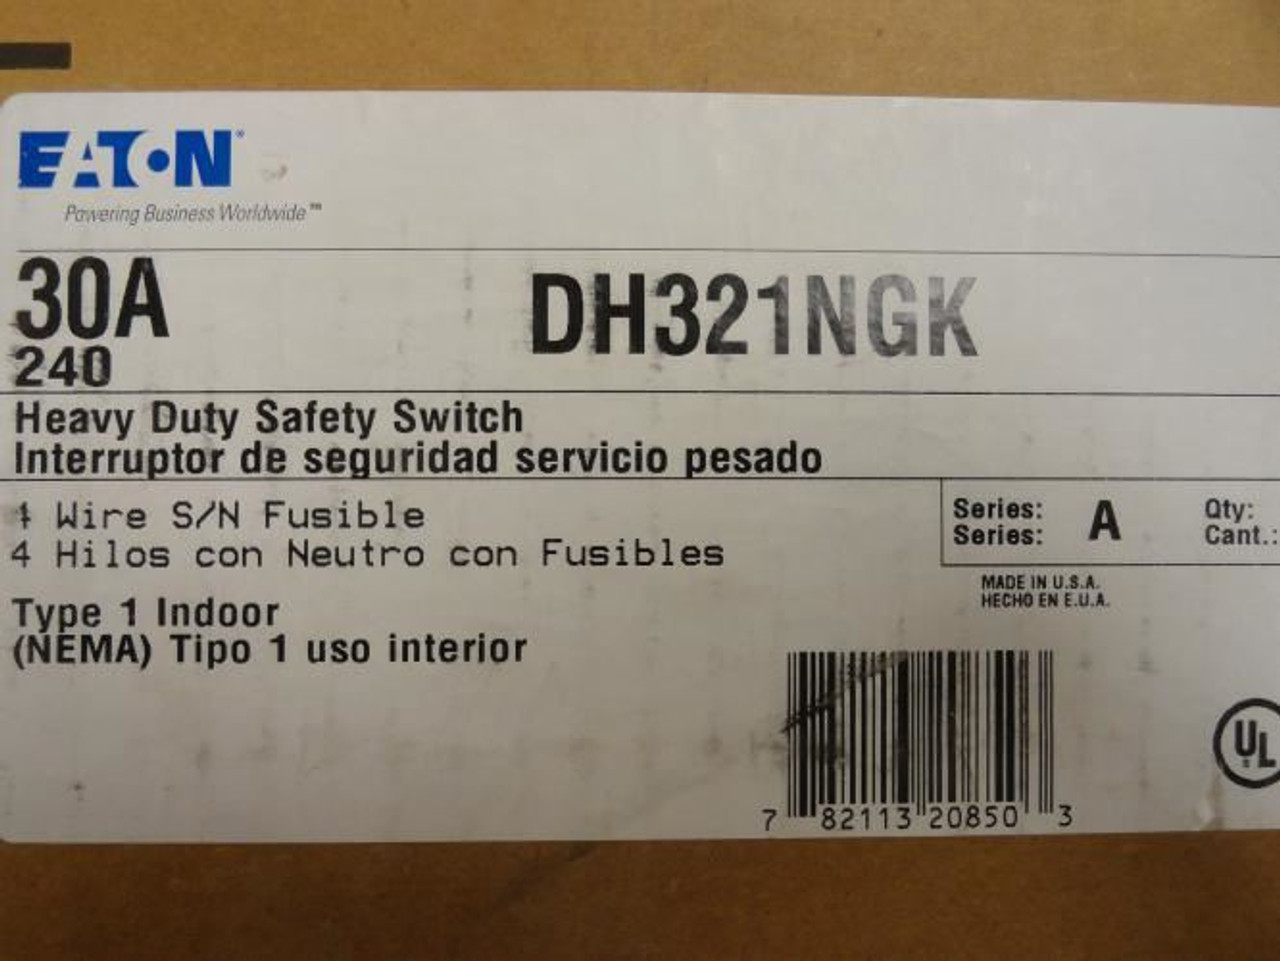 EATON®
Powering Business Worldwide™
30A DH321NGK
240
Heavy Duty Safety Switch
Interruptor de seguridad servicio pesado
4 Wire S/N Fusible
4 Hilos con Neutro con Fusibles
Series: A Qty:
Series: Cant.:
MADE IN U.S.A.
HECHO EN E.U.A.
Type 1 Indoor
(NEMA) Tipo 1 uso interior
UL
7 82113 20850 3